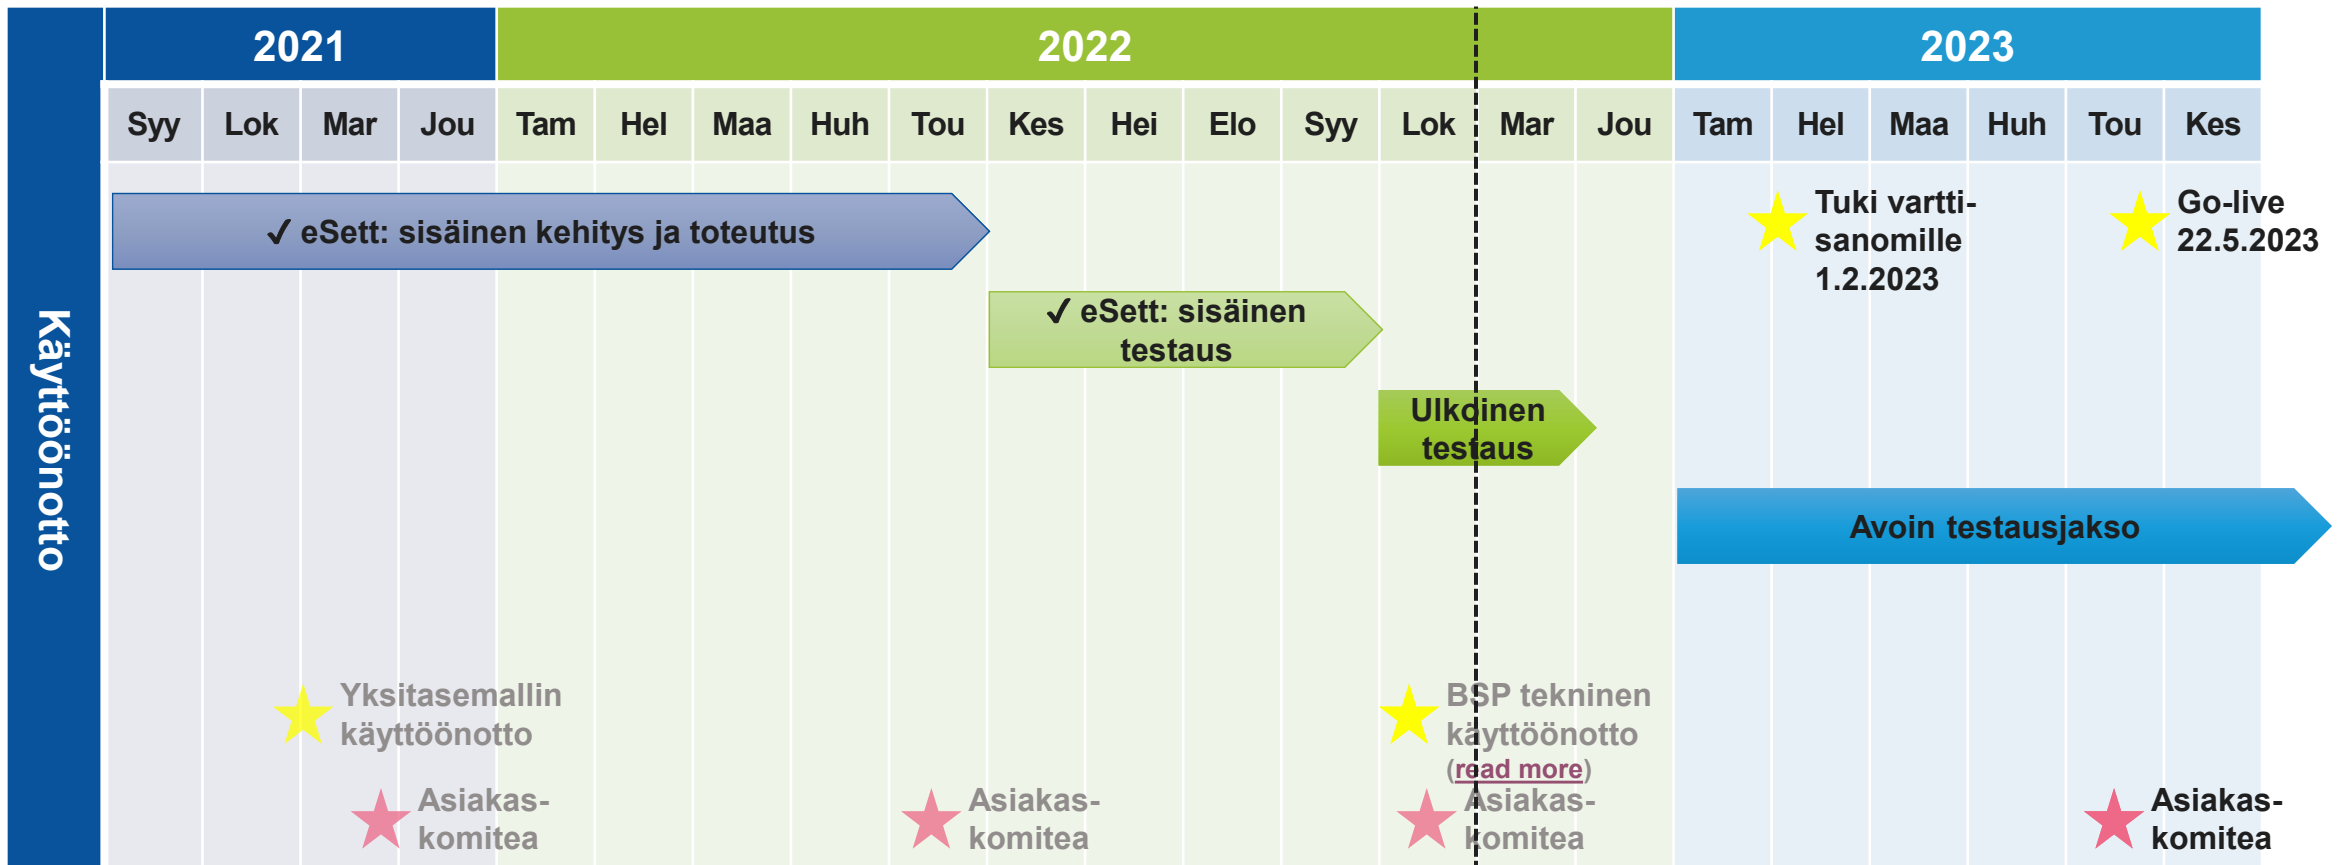 2021
2022
2023
Syy Lok Mar Jou Tam Hel Maa Huh Tou Kes Hei Elo Syy Lok Mar Jou Tam Hel Maa Huh Tou Kes
Käyttöönotto
✓ eSett: sisäinen kehitys ja toteutus
Tuki vartti-
sanomille
1.2.2023
Go-live
22.5.2023
✓ eSett: sisäinen
testaus
Ulkoinen
testaus
Avoin testausjakso
Yksitasemallin
käyttöönotto
BSP tekninen
käyttöönotto
(read more)
Asiakas-
komitea
Asiakas-
komitea
Asiakas-
komitea
Asiakas-
komitea